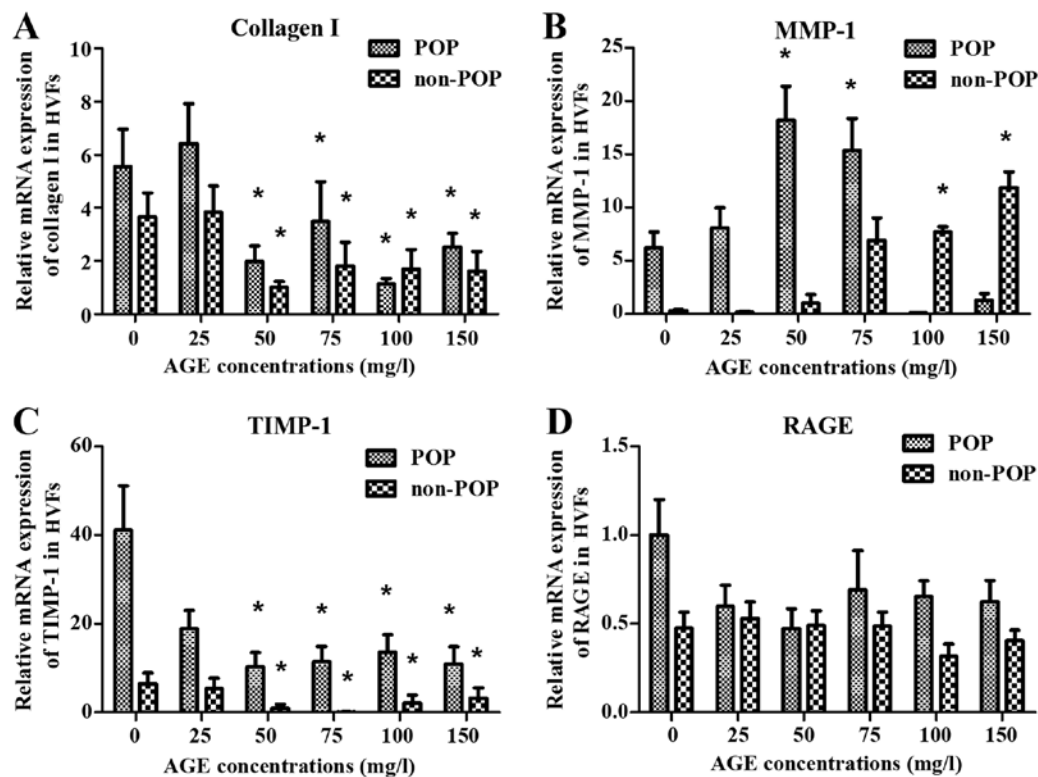 A
Collagen I
POP
non-POP
Relative mRNA expression
of collagen I in HVFs
6
4
2
0
* * * * * * * *
0 25 50 75 100 150
AGE concentrations (mg/l)
B
MMP-1
POP
non-POP
Relative mRNA expression
of MMP-1 in HVFs
25
20
15
10
5
0
* * * *
0 25 50 75 100 150
AGE concentrations (mg/l)
C
TIMP-1
POP
non-POP
Relative mRNA expression
of TIMP-1 in HVFs
60
40
20
0
* * * * * * * *
0 25 50 75 100 150
AGE concentrations (mg/l)
D
RAGE
POP
non-POP
Relative mRNA expression
of RAGE in HVFs
1.5
1.0
0.5
0.0
0 25 50 75 100 150
AGE concentrations (mg/l)